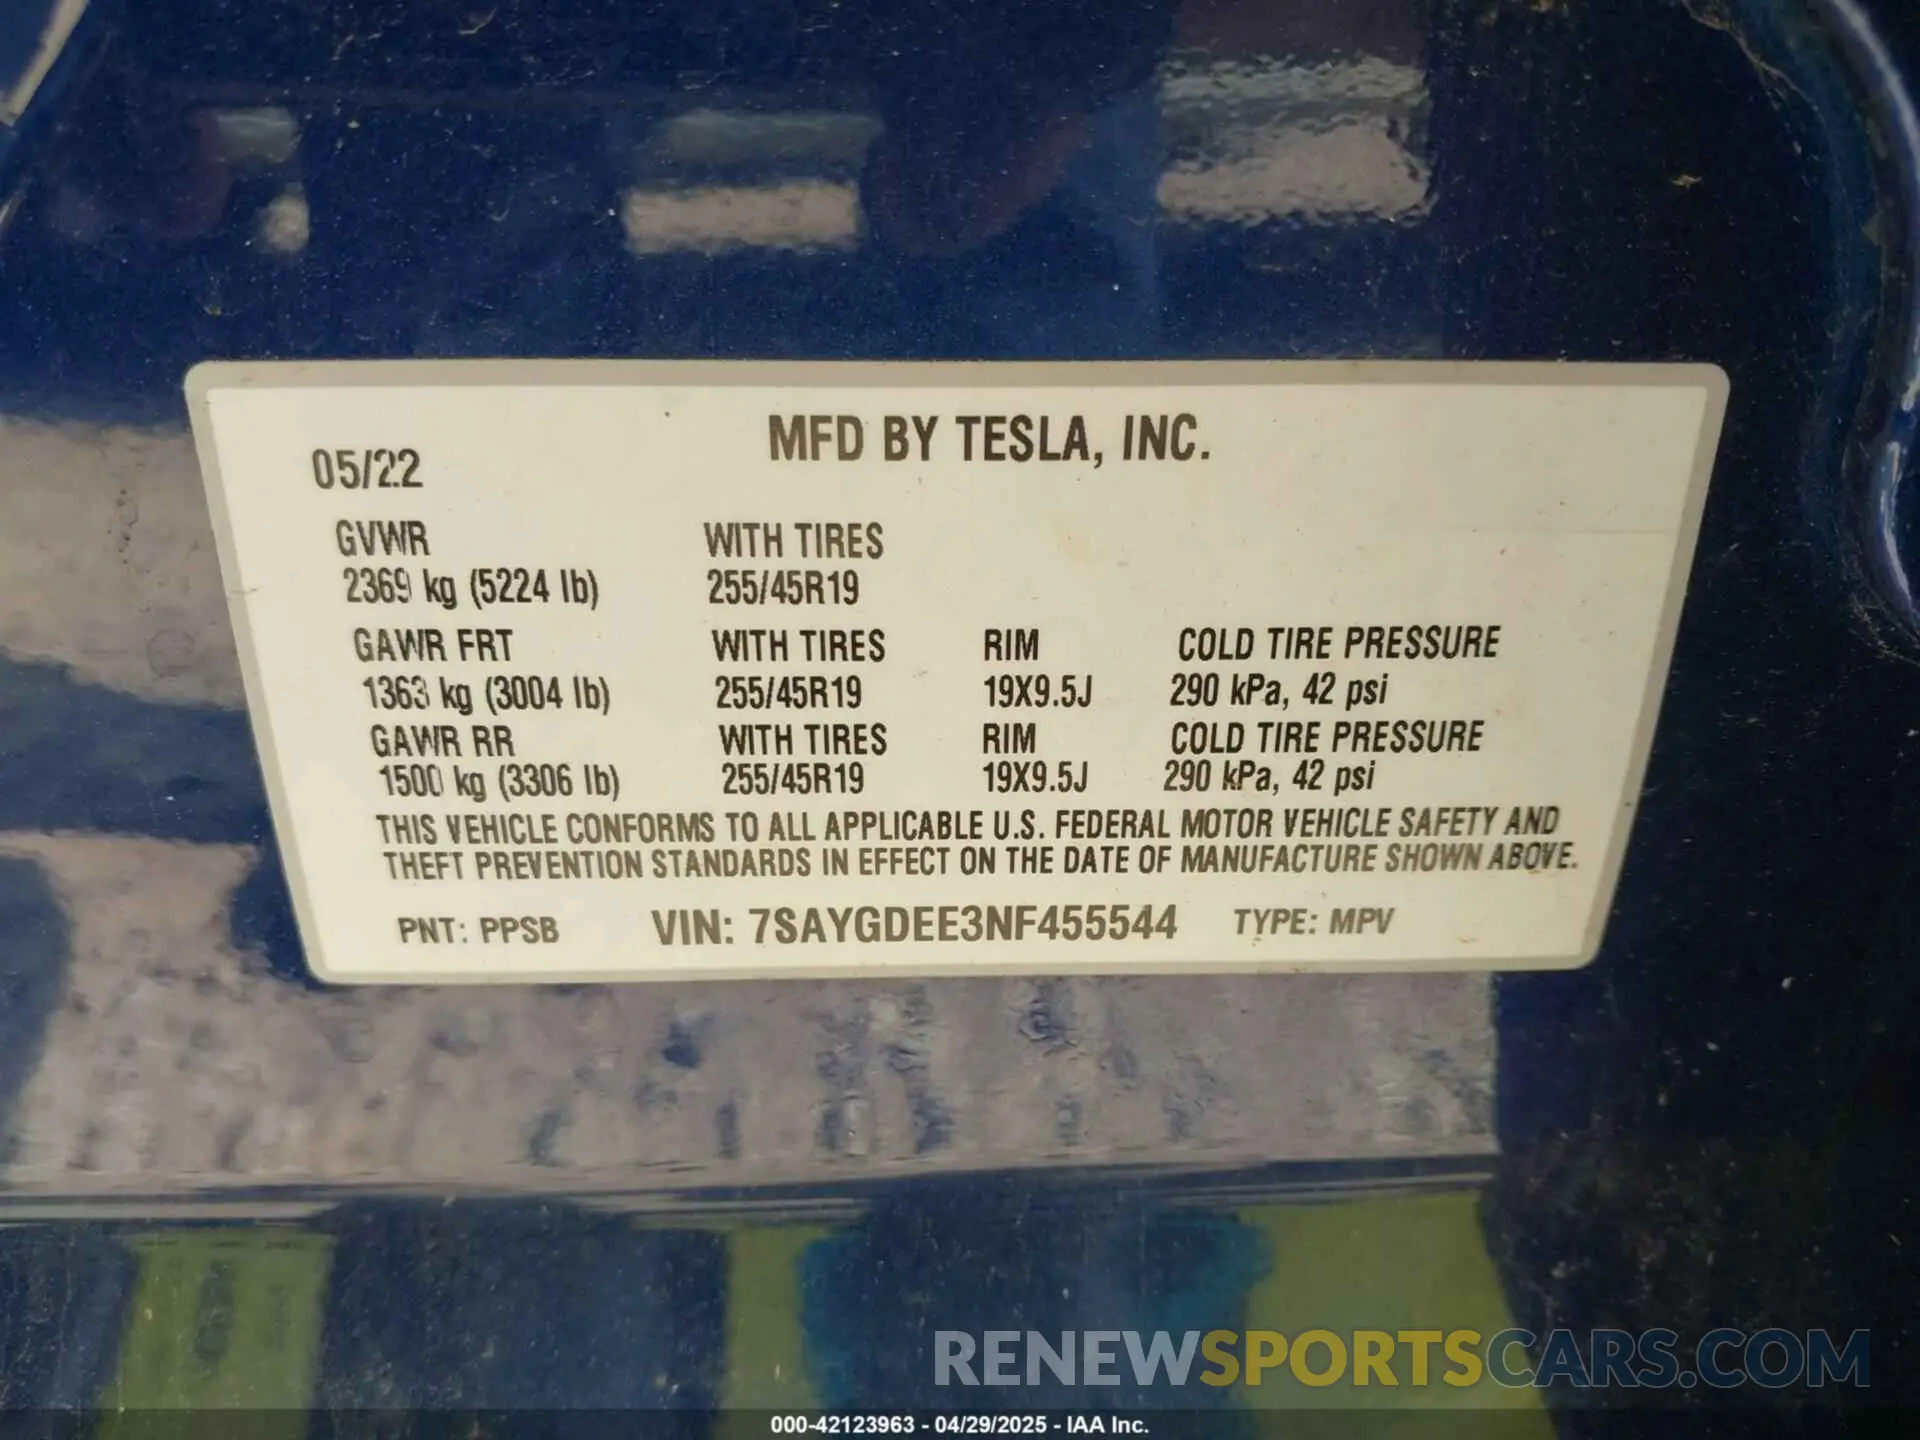 MFD BY TESLA, INC.
05/22
GVWR WITH TIRES
2369 kg (5224 lb) 255/45R19
GAWR FRT WITH TIRES RIM COLD TIRE PRESSURE
1363 kg (3004 lb) 255/45R19 19X9.5J 290 kPa, 42 psi
GAWR RR WITH TIRES RIM COLD TIRE PRESSURE
1500 kg (3306 lb) 255/45R19 19X9.5J 290 kPa, 42 psi
THIS VEHICLE CONFORMS TO ALL APPLICABLE U.S. FEDERAL MOTOR VEHICLE SAFETY AND
THEFT PREVENTION STANDARDS IN EFFECT ON THE DATE OF MANUFACTURE SHOWN ABOVE.
PNT: PPSB VIN: 7SAYGDEE3NF455544 TYPE: MPV
RENEWSPORTSCARS.COM
000-42123963 - 04/29/2025 - IAA Inc.